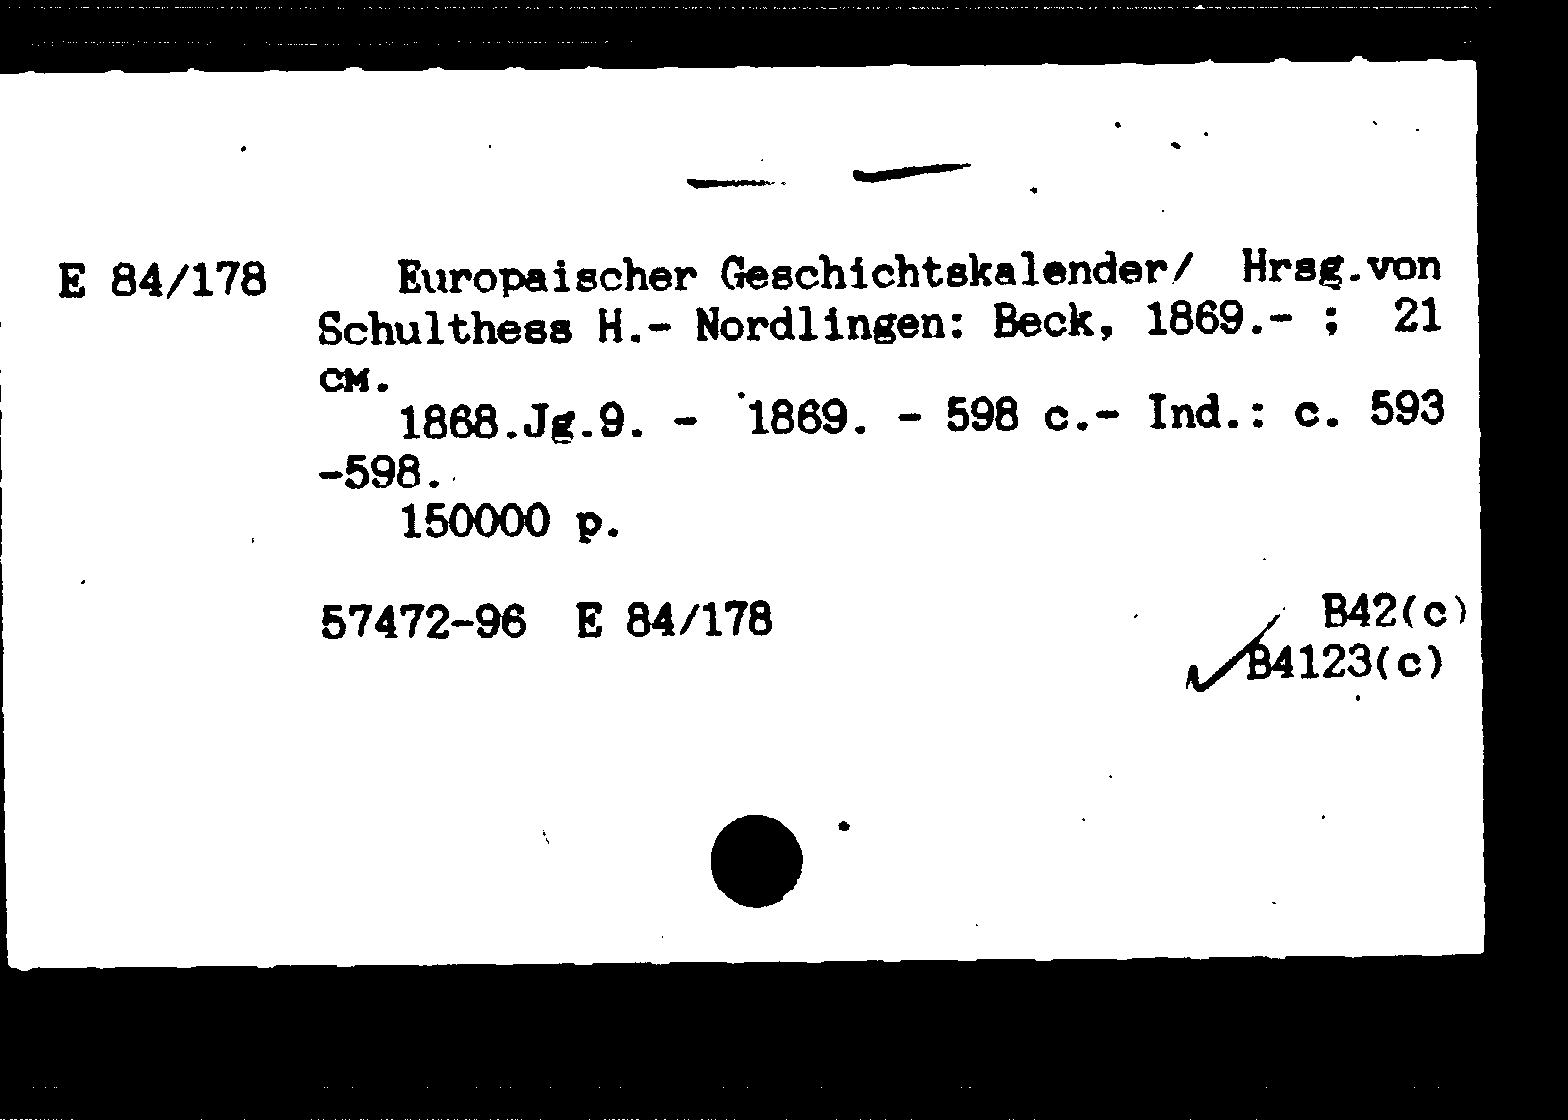 E 84/178 Europaischer Geschichtskalender/ Hrsg.von
Schulthess H.- Nordlingen: Beck, 1869.- ; 21
см.
1868.Jg.9. - 1869. - 598 с.- Ind.: с. 593
-598.
150000 р.
57472-96 E 84/178 B42(c)
B4123(c)